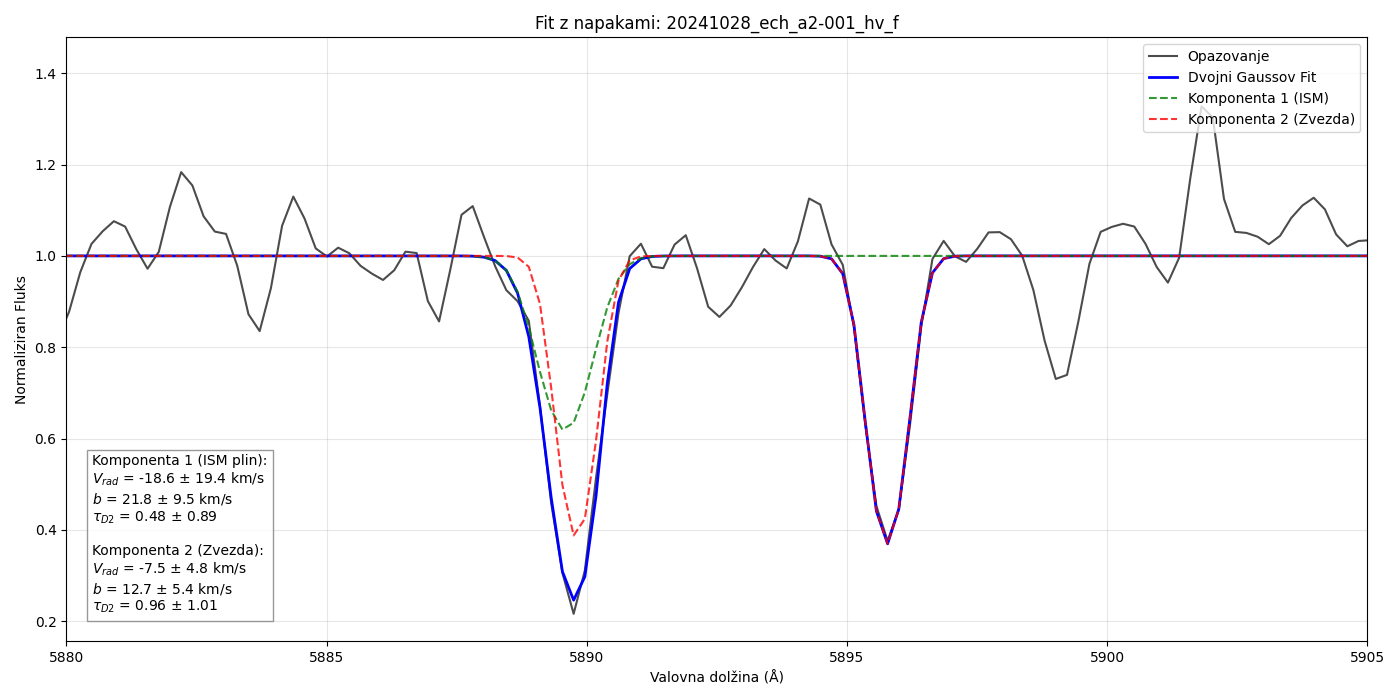 Fit z napakami: 20241028_ech_a2-001_hv_f
Normaliziran Fluks
1.4
1.2
1.0
0.8
0.6
0.4
0.2
Opazovanje
Dvojni Gaussov Fit
Komponenta 1 (ISM)
Komponenta 2 (Zvezda)
Komponenta 1 (ISM plin):
V_rad = -18.6 ± 19.4 km/s
b = 21.8 ± 9.5 km/s
τ_D2 = 0.48 ± 0.89
Komponenta 2 (Zvezda):
V_rad = -7.5 ± 4.8 km/s
b = 12.7 ± 5.4 km/s
τ_D2 = 0.96 ± 1.01
5880 5885 5890 5895 5900 5905
Valovna dolžina (Å)